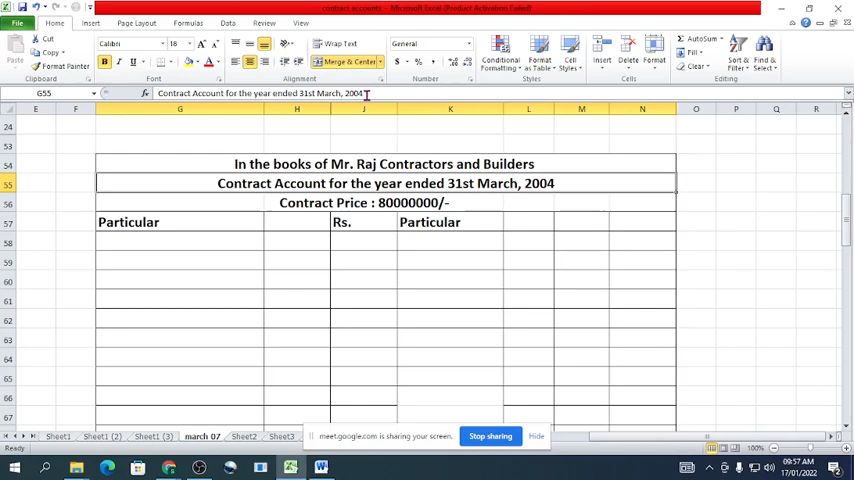 contract accounts - Microsoft Excel (Product Activation Failed)
File Home Insert Page Layout Formulas Data Review View
Cut
Copy
Format Painter
Paste
Clipboard
Calibri 18
B I U
Font
Wrap Text
Merge & Center
Alignment
General
$ % ,
Number
Conditional Formatting
Format as Table
Cell Styles
Styles
Insert Delete Format
Cells
AutoSum
Fill
Clear
Sort & Filter
Find & Select
Editing
G55 fx Contract Account for the year ended 31st March, 2004
E F G H J K L M N O P Q R
24
53
54 In the books of Mr. Raj Contractors and Builders
55 Contract Account for the year ended 31st March, 2004
56 Contract Price : 80000000/-
57 Particular Rs. Particular
58
59
60
61
62
63
64
65
66
67
meet.google.com is sharing your screen. Stop sharing Hide
Sheet1 Sheet1 (2) Sheet1 (3) march 07 Sheet2 Sheet3
Ready 100%
09:57 AM
17/01/2022
2